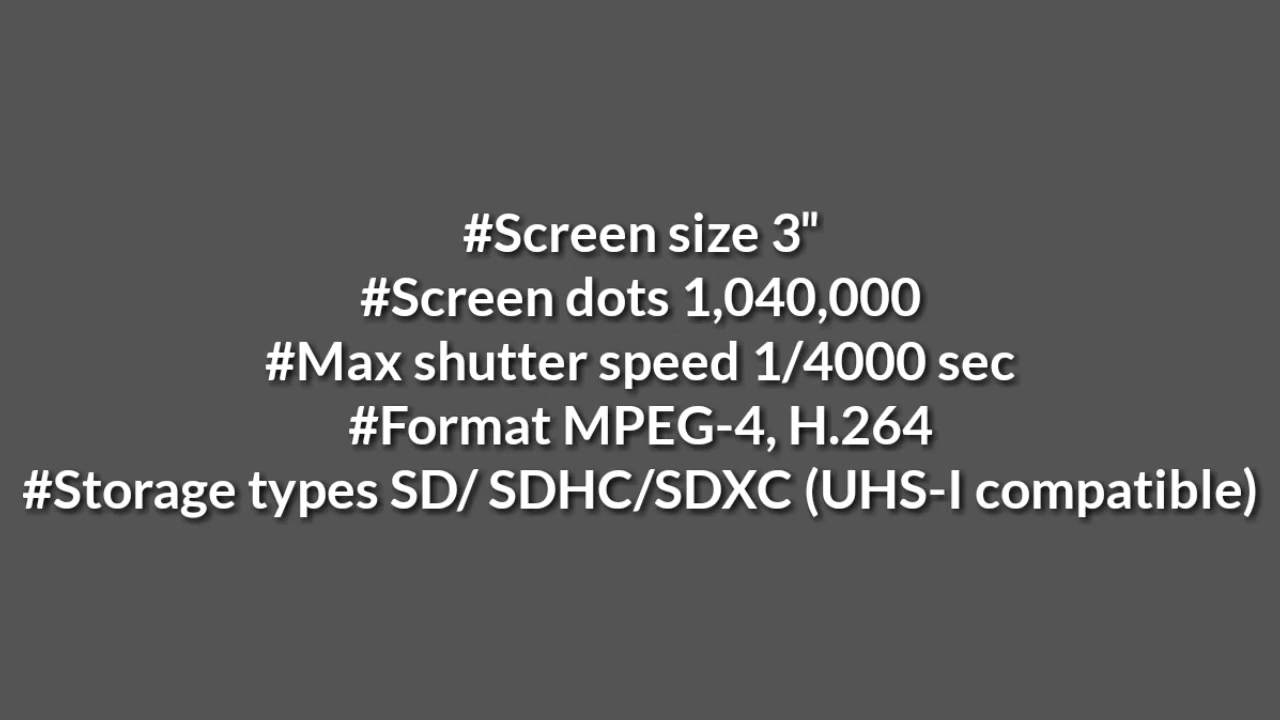 #Screen size 3"
#Screen dots 1,040,000
#Max shutter speed 1/4000 sec
#Format MPEG-4, H.264
#Storage types SD/ SDHC/SDXC (UHS-I compatible)